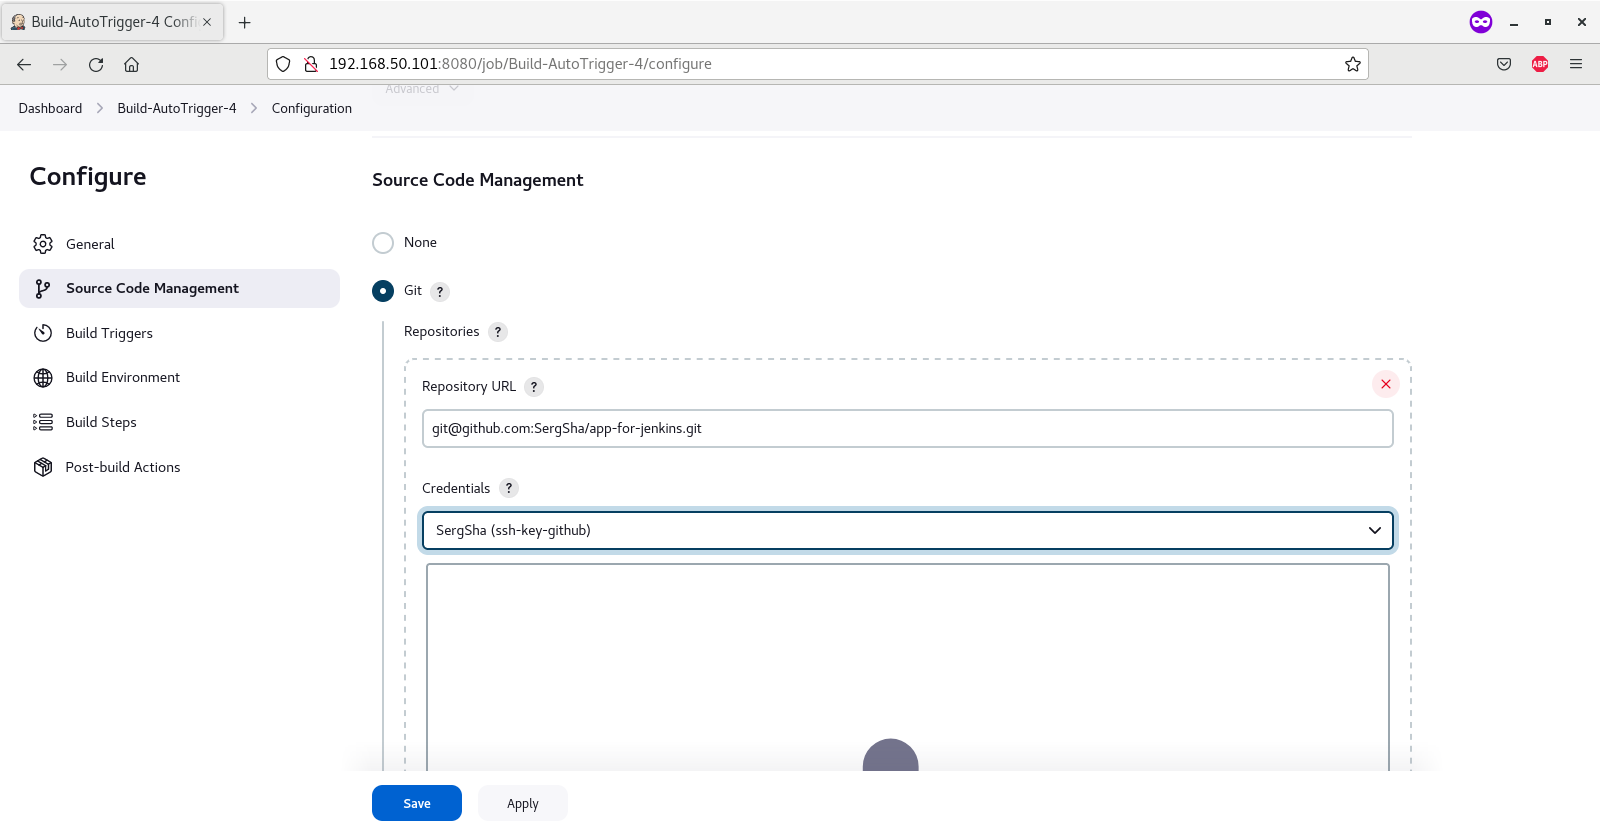 Build-AutoTrigger-4 Confi
192.168.50.101:8080/job/Build-AutoTrigger-4/configure
ABP
Advanced
Dashboard > Build-AutoTrigger-4 > Configuration
Configure
General
Source Code Management
Build Triggers
Build Environment
Build Steps
Post-build Actions
Source Code Management
None
Git ?
Repositories ?
Repository URL ?
git@github.com:SergSha/app-for-jenkins.git
Credentials ?
SergSha (ssh-key-github)
Save
Apply